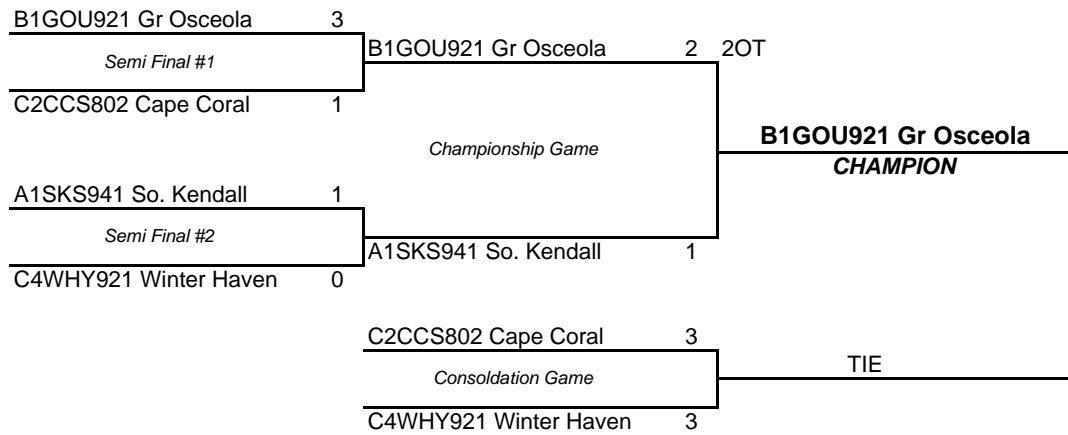 B1GOU921 Gr Osceola 3
Semi Final #1
C2CCS802 Cape Coral 1
B1GOU921 Gr Osceola 2 2OT
Championship Game
B1GOU921 Gr Osceola
CHAMPION
A1SKS941 So. Kendall 1
Semi Final #2
C4WHY921 Winter Haven 0
A1SKS941 So. Kendall 1
C2CCS802 Cape Coral 3
Consoldation Game
C4WHY921 Winter Haven 3
TIE